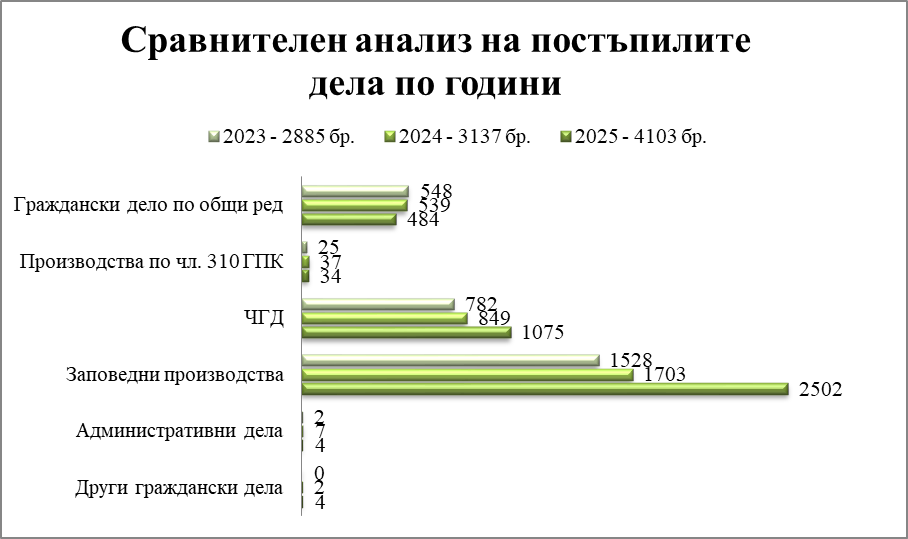 Сравнителен анализ на постъпилите
дела по години
2023 - 2885 бр. 2024 - 3137 бр. 2025 - 4103 бр.
Граждански дело по общи ред
548
539
484
Производства по чл. 310 ГПК
25
37
34
ЧГД
782
849
1075
Заповедни производства
1528
1703
2502
Административни дела
2
7
4
Други граждански дела
0
2
4